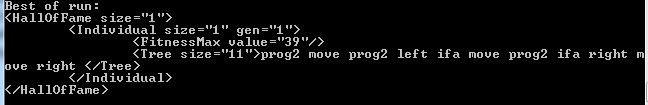 Best of run:
<HallOfFame size="1">
<Individual size="1" gen="1">
<FitnessMax value="39"/>
<Tree size="11">prog2 move prog2 left ifa move prog2 ifa right m
ove right </Tree>
</Individual>
</HallOfFame>